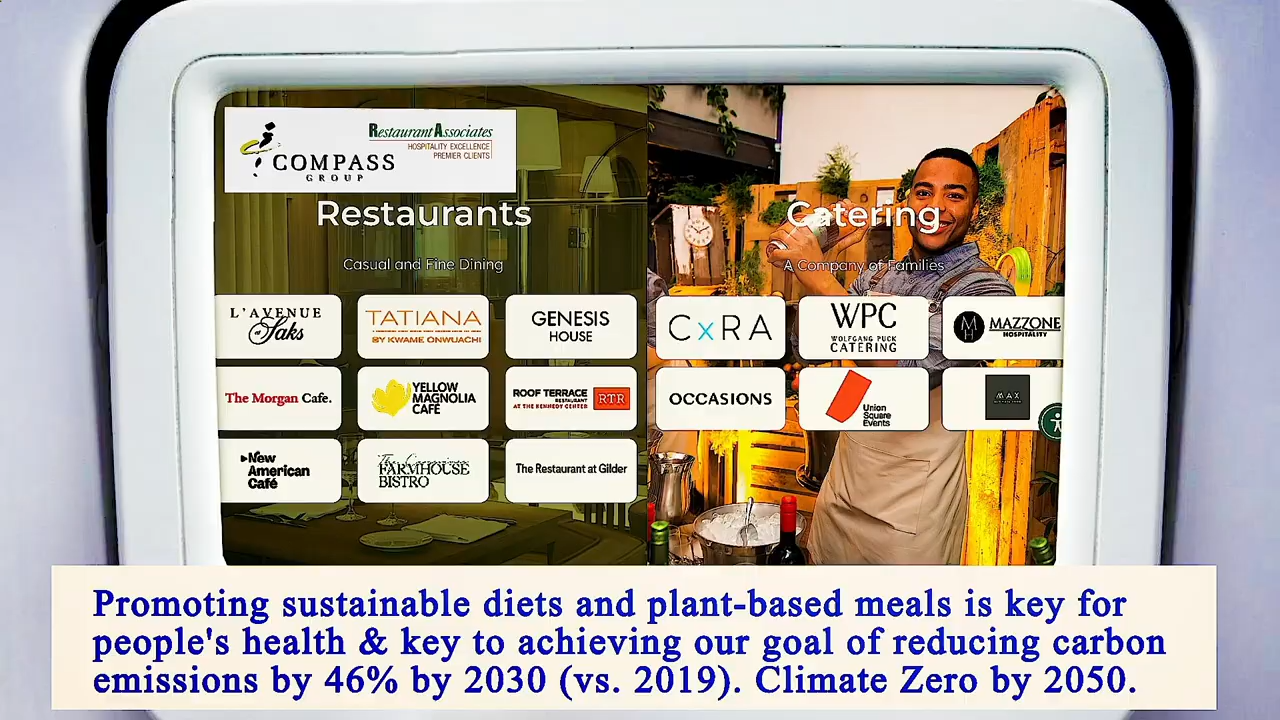 COMPASS
GROUP
Restaurant Associates
HOSPITALITY EXCELLENCE
PREMIER CLIENTS
Restaurants
Casual and Fine Dining
L'AVENUE
Saks
TATIANA
BY KWAME ONWUACHI
GENESIS
HOUSE
The Morgan Cafe.
YELLOW
MAGNOLIA
CAFÉ
ROOF TERRACE
RESTAURANT
AT THE KENNEDY CENTER
RTR
New
American
Café
FARMHOUSE
BISTRO
The Restaurant at Gilder
Catering
A Company of Families
CxRA
WPC
WOLFGANG PUCK
CATERING
MH
MAZZONE
HOSPITALITY
OCCASIONS
Union
Square
Events
MAX
Promoting sustainable diets and plant-based meals is key for
people's health & key to achieving our goal of reducing carbon
emissions by 46% by 2030 (vs. 2019). Climate Zero by 2050.